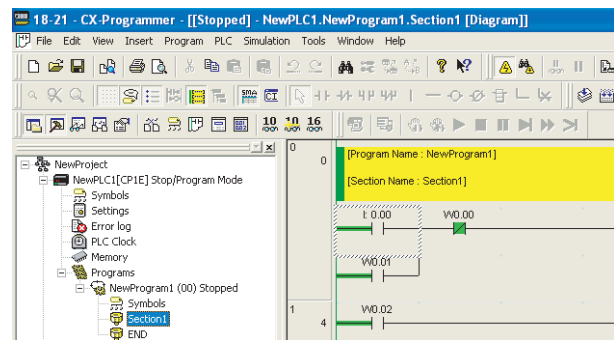 18-21 - CX-Programmer - [[Stopped] - NewPLC1.NewProgram1.Section1 [Diagram]]
File Edit View Insert Program PLC Simulation Tools Window Help
SMA
10 10 16
NewProject
NewPLC1[CP1E] Stop/Program Mode
Symbols
Settings
Error log
PLC Clock
Memory
Programs
NewProgram1 (00) Stopped
Symbols
Section1
END
0
0
[Program Name : NewProgram1]
[Section Name : Section1]
I: 0.00 W0.00
W0.01
1
4
W0.02